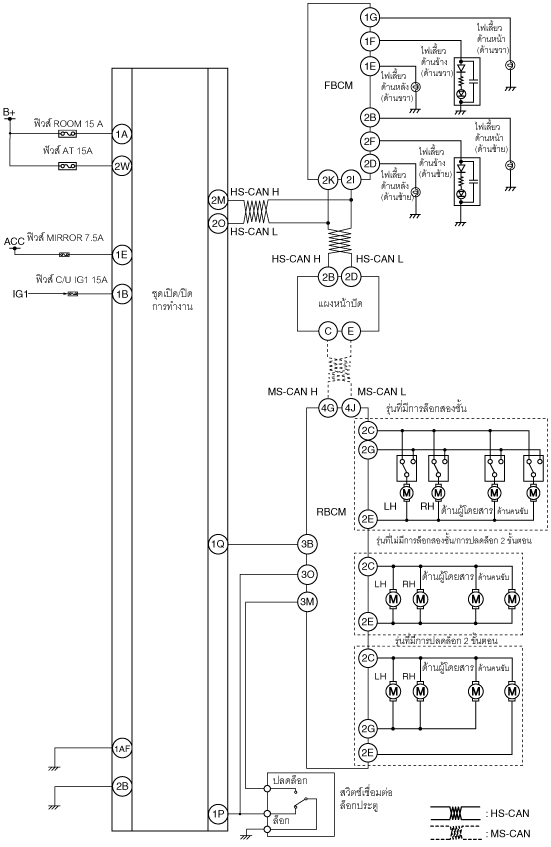 1G
ไฟเลี้ยว
ด้านหน้า
(ด้านขวา)
1F
ไฟเลี้ยว
ด้านข้าง
(ด้านขวา)
1E
ไฟเลี้ยว
ด้านหลัง
(ด้านขวา)
FBCM
2B
ไฟเลี้ยว
ด้านหน้า
(ด้านซ้าย)
2F
ไฟเลี้ยว
ด้านข้าง
(ด้านซ้าย)
2D
ไฟเลี้ยว
ด้านหลัง
(ด้านซ้าย)
2K
2I
B+
ฟิวส์ ROOM 15 A
1A
ฟิวส์ AT 15A
2W
2M
HS-CAN H
2O
HS-CAN L
ACC
ฟิวส์ MIRROR 7.5A
1E
ฟิวส์ C/U IG1 15A
IG1
1B
ชุดเปิด/ปิด
การทำงาน
HS-CAN H
HS-CAN L
2B
2D
แผงหน้าปัด
C
E
MS-CAN H
MS-CAN L
4G
4J
รุ่นที่มีการล็อกสองชั้น
2C
2G
M
M
M
M
LH
RH
ด้านผู้โดยสาร
ด้านคนขับ
2E
RBCM
1Q
3B
3O
3M
รุ่นที่ไม่มีการล็อกสองชั้น/การปลดล็อก 2 ขั้นตอน
2C
ด้านผู้โดยสาร
ด้านคนขับ
LH
RH
M
M
M
M
2E
รุ่นที่มีการปลดล็อก 2 ขั้นตอน
2C
ด้านผู้โดยสาร
ด้านคนขับ
LH
RH
M
M
M
M
2G
2E
1AF
2B
1P
ปลดล็อก
ล็อก
สวิตช์เชื่อมต่อ
ล็อกประตู
: HS-CAN
: MS-CAN